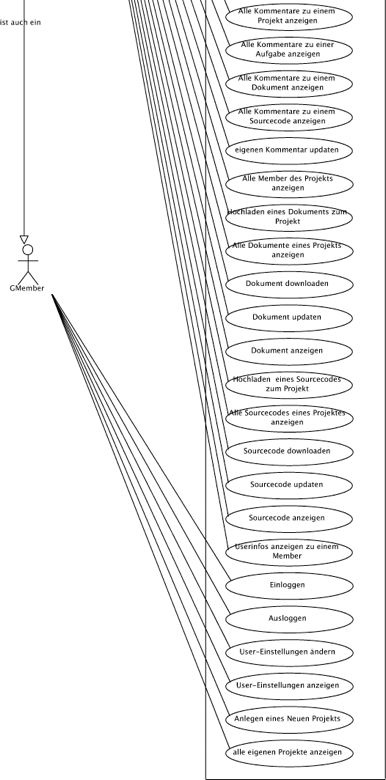 Alle Kommentare zu einem
Projekt anzeigen
ist auch ein
Alle Kommentare zu einer
Aufgabe anzeigen
Alle Kommentare zu einem
Dokument anzeigen
Alle Kommentare zu einem
Sourcecode anzeigen
eigenen Kommentar updaten
Alle Member des Projekts
anzeigen
Hochladen eines Dokuments zum
Projekt
Alle Dokumente eines Projekts
anzeigen
GMember
Dokument downloaden
Dokument updaten
Dokument anzeigen
Hochladen eines Sourcecodes
zum Projekt
Alle Sourcecodes eines Projektes
anzeigen
Sourcecode downloaden
Sourcecode updaten
Sourcecode anzeigen
Userinfos anzeigen zu einem
Member
Einloggen
Ausloggen
User-Einstellungen ändern
User-Einstellungen anzeigen
Anlegen eines Neuen Projekts
alle eigenen Projekte anzeigen